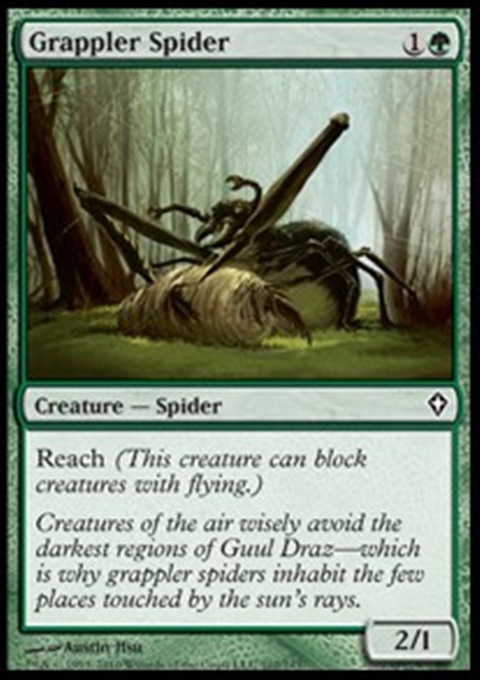 Grappler Spider 1
Creature — Spider
Reach (This creature can block
creatures with flying.)
Creatures of the air wisely avoid the
darkest regions of Guul Draz—which
is why grappler spiders inhabit the few
places touched by the sun's rays.
Austin Hsu
2/1